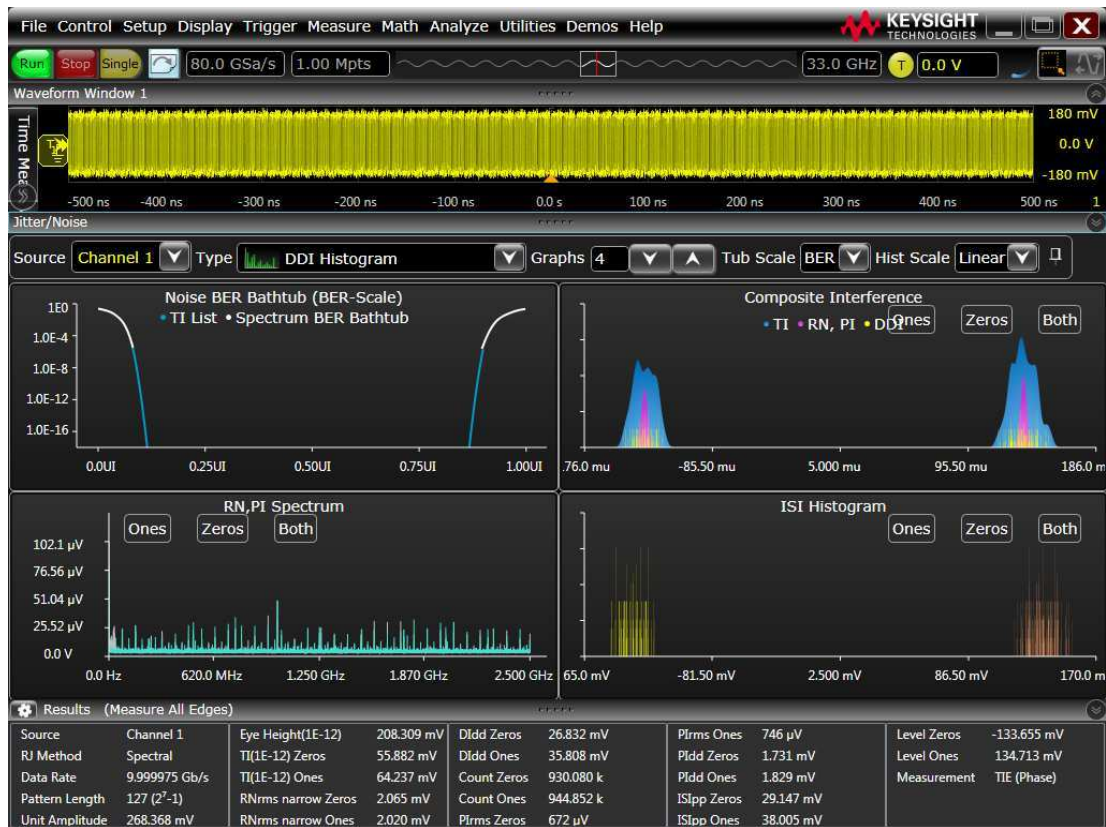 File Control Setup Display Trigger Measure Math Analyze Utilities Demos Help
KEYSIGHT
TECHNOLOGIES
X
Run Stop Single 80.0 GSa/s 1.00 Mpts 33.0 GHz T 0.0 V
Waveform Window 1
Time Mea
180 mV
0.0 V
-180 mV
-500 ns -400 ns -300 ns -200 ns -100 ns 0.0 s 100 ns 200 ns 300 ns 400 ns 500 ns 1
Jitter/Noise
Source Channel 1 Type DDI Histogram Graphs 4 Tub Scale BER Hist Scale Linear
Noise BER Bathtub (BER-Scale)
• TI List • Spectrum BER Bathtub
1E0
1.0E-4
1.0E-8
1.0E-12
1.0E-16
0.0UI 0.25UI 0.50UI 0.75UI 1.00UI
Composite Interference
• TI • RN, PI • DDI
Ones Zeros Both
.76.0 mu -85.50 mu 5.000 mu 95.50 mu 186.0 m
RN,PI Spectrum
Ones Zeros Both
102.1 µV
76.56 µV
51.04 µV
25.52 µV
0.0 V
0.0 Hz 620.0 MHz 1.250 GHz 1.870 GHz 2.500 GHz
ISI Histogram
Ones Zeros Both
65.0 mV -81.50 mV 2.500 mV 86.50 mV 170.0 m
Results (Measure All Edges)
Source Channel 1 Eye Height(1E-12) 208.309 mV DIdd Zeros 26.832 mV PIrms Ones 746 µV Level Zeros -133.655 mV
RJ Method Spectral TI(1E-12) Zeros 55.882 mV DIdd Ones 35.808 mV PIdd Zeros 1.731 mV Level Ones 134.713 mV
Data Rate 9.999975 Gb/s TI(1E-12) Ones 64.237 mV Count Zeros 930.080 k PIdd Ones 1.829 mV Measurement TIE (Phase)
Pattern Length 127 (2⁷-1) RNrms narrow Zeros 2.065 mV Count Ones 944.852 k ISIpp Zeros 29.147 mV
Unit Amplitude 268.368 mV RNrms narrow Ones 2.020 mV PIrms Zeros 672 µV ISIpp Ones 38.005 mV